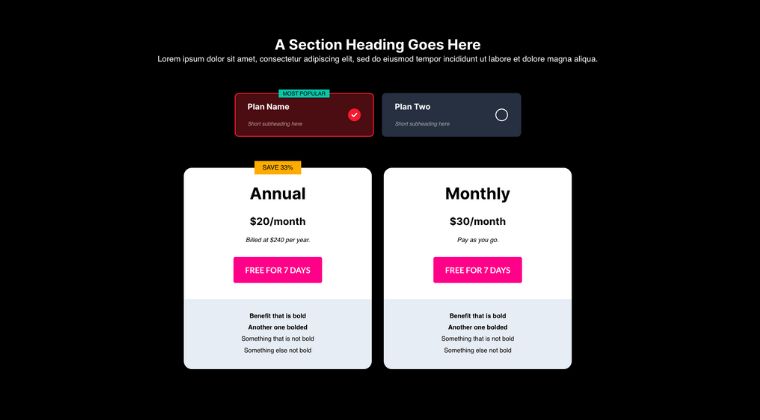 A Section Heading Goes Here
Lorem ipsum dolor sit amet, consectetur adipiscing elit, sed do eiusmod tempor incididunt ut labore et dolore magna aliqua.
MOST POPULAR
Plan Name
Short subheading here
Plan Two
Short subheading here
SAVE 33%
Annual
$20/month
Billed at $240 per year.
FREE FOR 7 DAYS
Benefit that is bold
Another one bolded
Something that is not bold
Something else not bold
Monthly
$30/month
Pay as you go.
FREE FOR 7 DAYS
Benefit that is bold
Another one bolded
Something that is not bold
Something else not bold